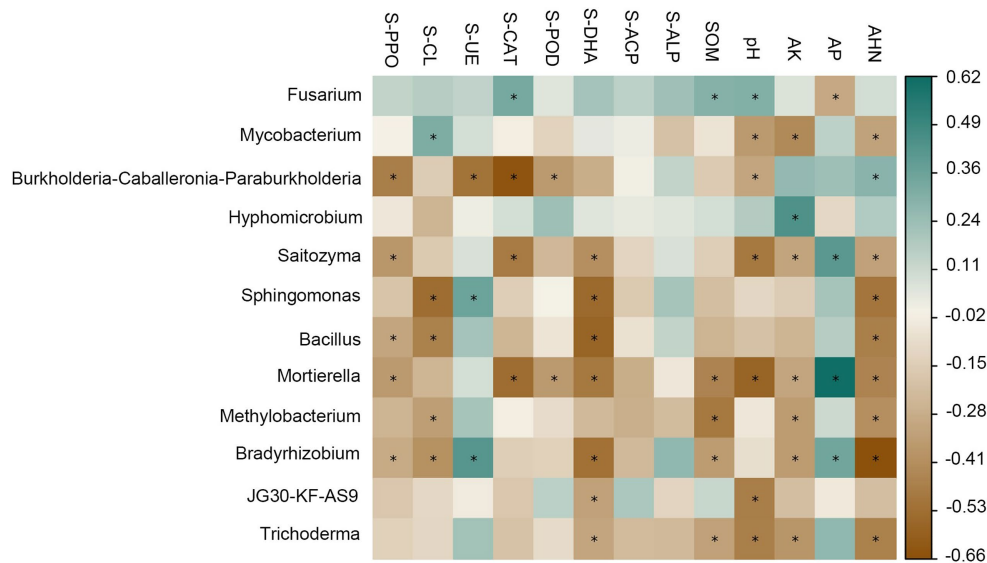 S-PPO S-CL S-UE S-CAT S-POD S-DHA S-ACP S-ALP SOM pH AK AP AHN
Fusarium * * * *
Mycobacterium * * * *
Burkholderia-Caballeronia-Paraburkholderia * * * * * *
Hyphomicrobium *
Saitozyma * * * * * * *
Sphingomonas * * * *
Bacillus * * * *
Mortierella * * * * * * * * *
Methylobacterium * * * *
Bradyrhizobium * * * * * * * *
JG30-KF-AS9 * *
Trichoderma * * * * *
0.62
0.49
0.36
0.24
0.11
-0.02
-0.15
-0.28
-0.41
-0.53
-0.66